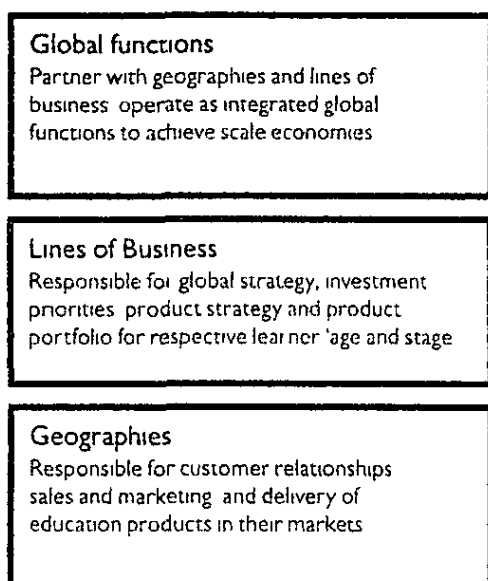 Global functions
Partner with geographies and lines of
business operate as integrated global
functions to achieve scale economies
Lines of Business
Responsible for global strategy, investment
priorities product strategy and product
portfolio for respective learner 'age and stage
Geographies
Responsible for customer relationships
sales and marketing and delivery of
education products in their markets